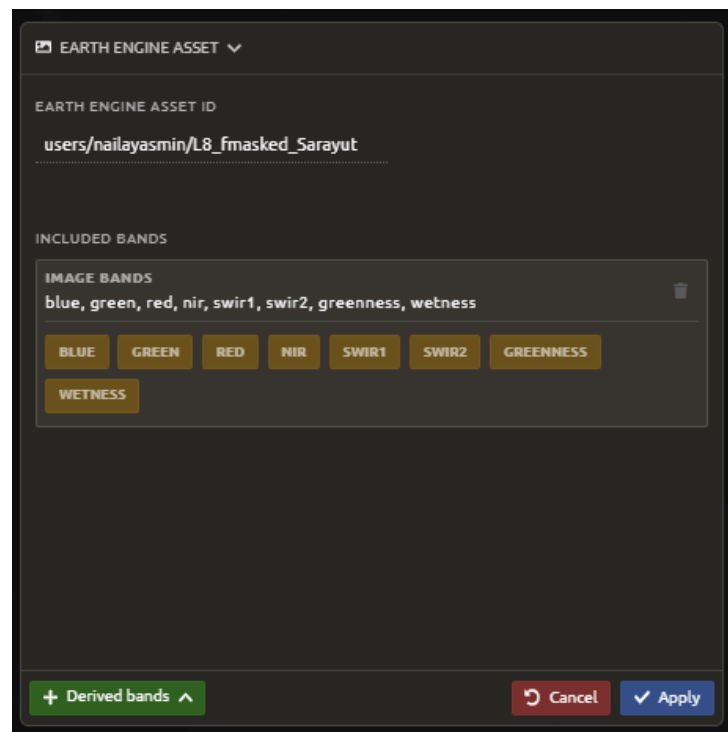 EARTH ENGINE ASSET
EARTH ENGINE ASSET ID
users/nailayasmin/L8_fmasked_Sarayut
INCLUDED BANDS
IMAGE BANDS
blue, green, red, nir, swir1, swir2, greenness, wetness
BLUE GREEN RED NIR SWIR1 SWIR2 GREENNESS
WETNESS
+ Derived bands Cancel Apply